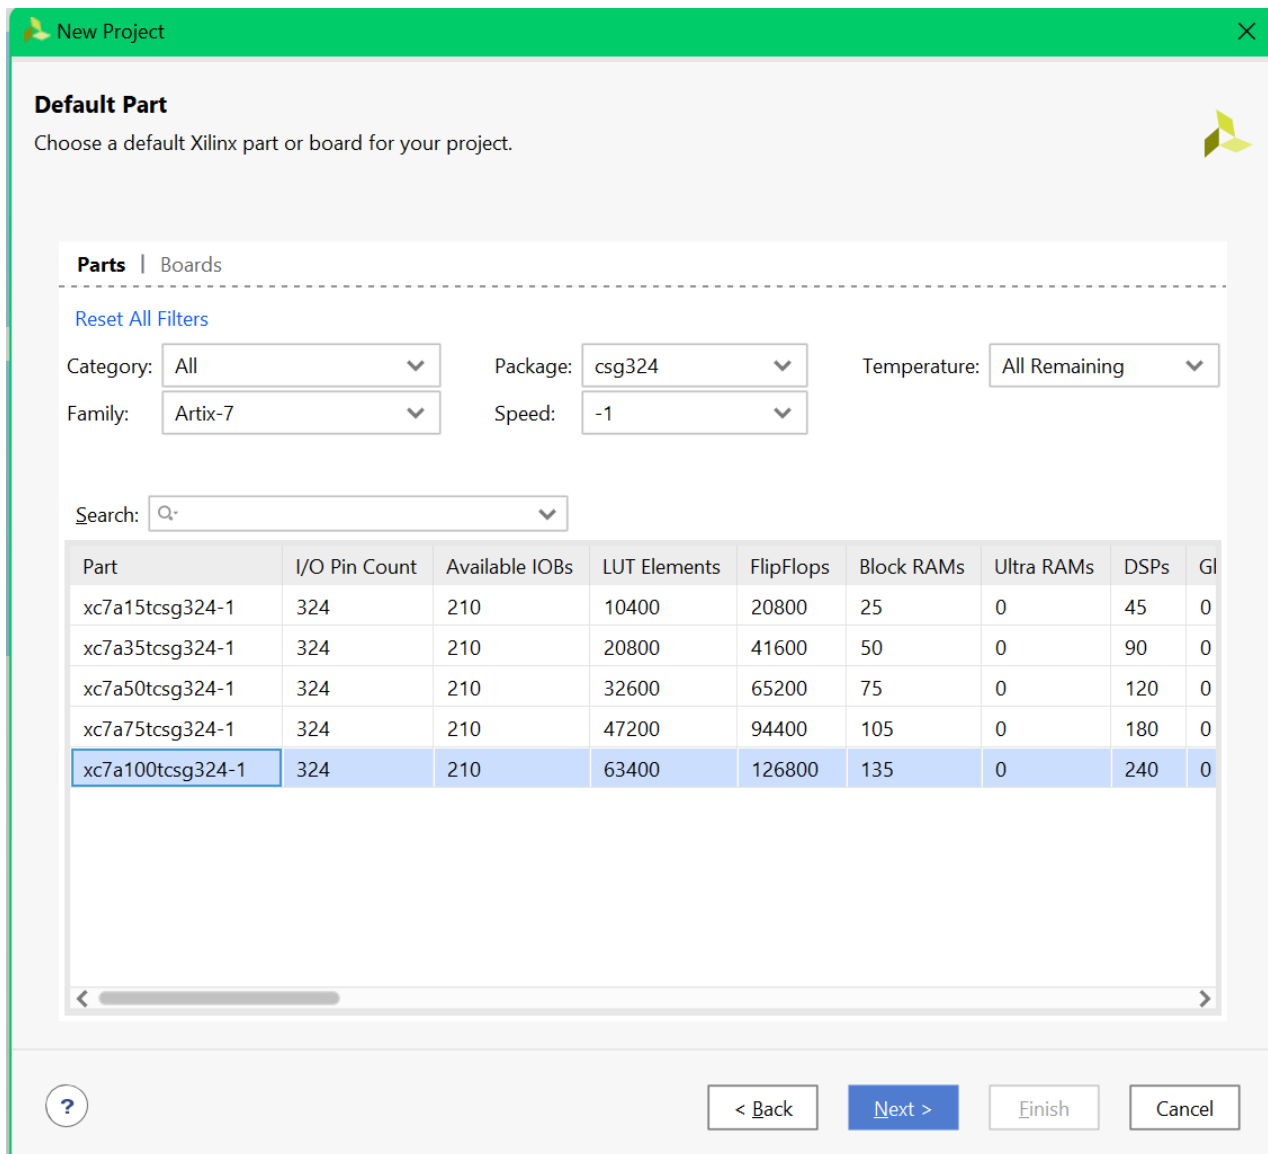 New Project
Default Part
Choose a default Xilinx part or board for your project.
Parts | Boards
Reset All Filters
Category: All Package: csg324 Temperature: All Remaining
Family: Artix-7 Speed: -1
Search:
Part I/O Pin Count Available IOBs LUT Elements FlipFlops Block RAMs Ultra RAMs DSPs
xc7a15tcsg324-1 324 210 10400 20800 25 0 45 0
xc7a35tcsg324-1 324 210 20800 41600 50 0 90 0
xc7a50tcsg324-1 324 210 32600 65200 75 0 120 0
xc7a75tcsg324-1 324 210 47200 94400 105 0 180 0
xc7a100tcsg324-1 324 210 63400 126800 135 0 240 0
? < Back Next > Finish Cancel